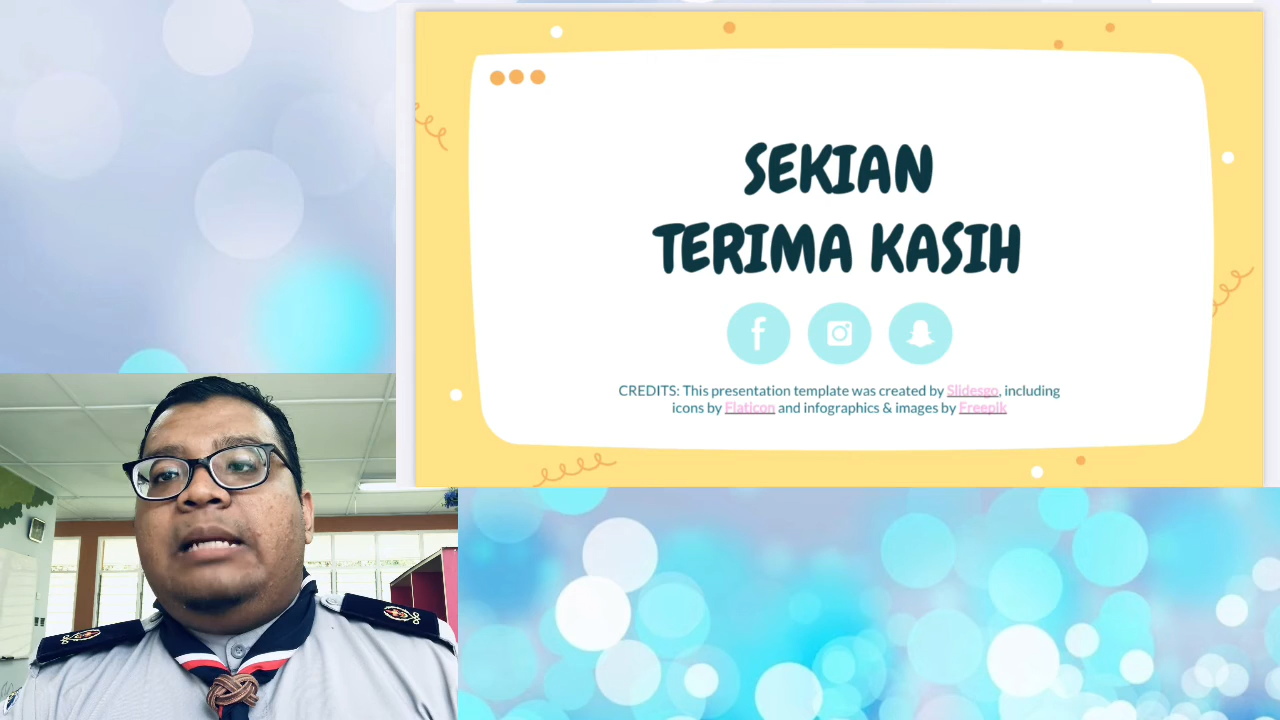 SEKIAN
TERIMA KASIH
CREDITS: This presentation template was created by Slidesgo, including
icons by Flaticon and infographics & images by Freepik